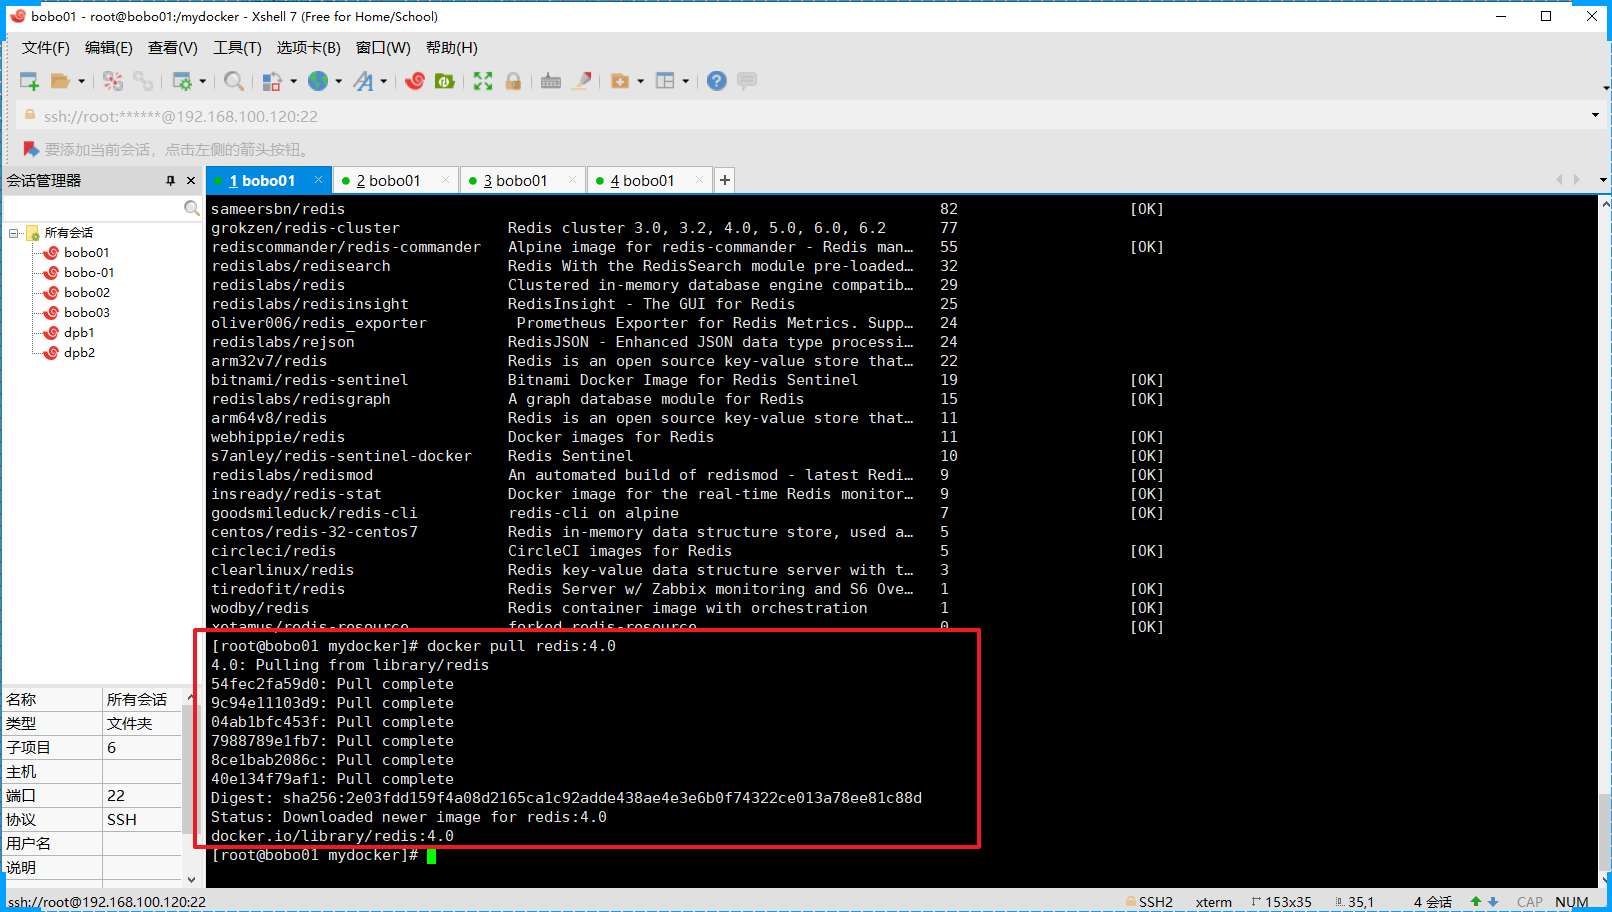 bobo01 - root@bobo01:/mydocker - Xshell 7 (Free for Home/School)
文件(F) 编辑(E) 查看(V) 工具(T) 选项卡(B) 窗口(W) 帮助(H)
ssh://root:******@192.168.100.120:22
要添加当前会话，点击左侧的箭头按钮。
会话管理器
1 bobo01
2 bobo01
3 bobo01
4 bobo01
所有会话
bobo01
bobo-01
bobo02
bobo03
dpb1
dpb2
名称 所有会话
类型 文件夹
子项目 6
主机
端口 22
协议 SSH
用户名
说明
sameersbn/redis 82 [OK]
grokzen/redis-cluster Redis cluster 3.0, 3.2, 4.0, 5.0, 6.0, 6.2 77
rediscommander/redis-commander Alpine image for redis-commander - Redis man… 55 [OK]
redislabs/redisearch Redis With the RedisSearch module pre-loaded… 32
redislabs/redis Clustered in-memory database engine compatib… 29
redislabs/redisinsight RedisInsight - The GUI for Redis 25
oliver006/redis_exporter Prometheus Exporter for Redis Metrics. Supp… 24
redislabs/rejson RedisJSON - Enhanced JSON data type processi… 24
arm32v7/redis Redis is an open source key-value store that… 22
bitnami/redis-sentinel Bitnami Docker Image for Redis Sentinel 19 [OK]
redislabs/redisgraph A graph database module for Redis 15 [OK]
arm64v8/redis Redis is an open source key-value store that… 11
webhippie/redis Docker images for Redis 11 [OK]
s7anley/redis-sentinel-docker Redis Sentinel 10 [OK]
redislabs/redismod An automated build of redismod - latest Redi… 9 [OK]
insready/redis-stat Docker image for the real-time Redis monitor… 9 [OK]
goodsmileduck/redis-cli redis-cli on alpine 7 [OK]
centos/redis-32-centos7 Redis in-memory data structure store, used a… 5
circleci/redis CircleCI images for Redis 5 [OK]
clearlinux/redis Redis key-value data structure server with t… 3
tiredofit/redis Redis Server w/ Zabbix monitoring and S6 Ove… 1 [OK]
wodby/redis Redis container image with orchestration 1 [OK]
xetamus/redis-resource forked redis-resource 0 [OK]
[root@bobo01 mydocker]# docker pull redis:4.0
4.0: Pulling from library/redis
54fec2fa59d0: Pull complete
9c94e11103d9: Pull complete
04ab1bfc453f: Pull complete
7988789e1fb7: Pull complete
8ce1bab2086c: Pull complete
40e134f79af1: Pull complete
Digest: sha256:2e03fdd159f4a08d2165ca1c92adde438ae4e3e6b0f74322ce013a78ee81c88d
Status: Downloaded newer image for redis:4.0
docker.io/library/redis:4.0
[root@bobo01 mydocker]#
ssh://root@192.168.100.120:22 SSH2 xterm 153x35 35,1 4 会话 CAP NUM